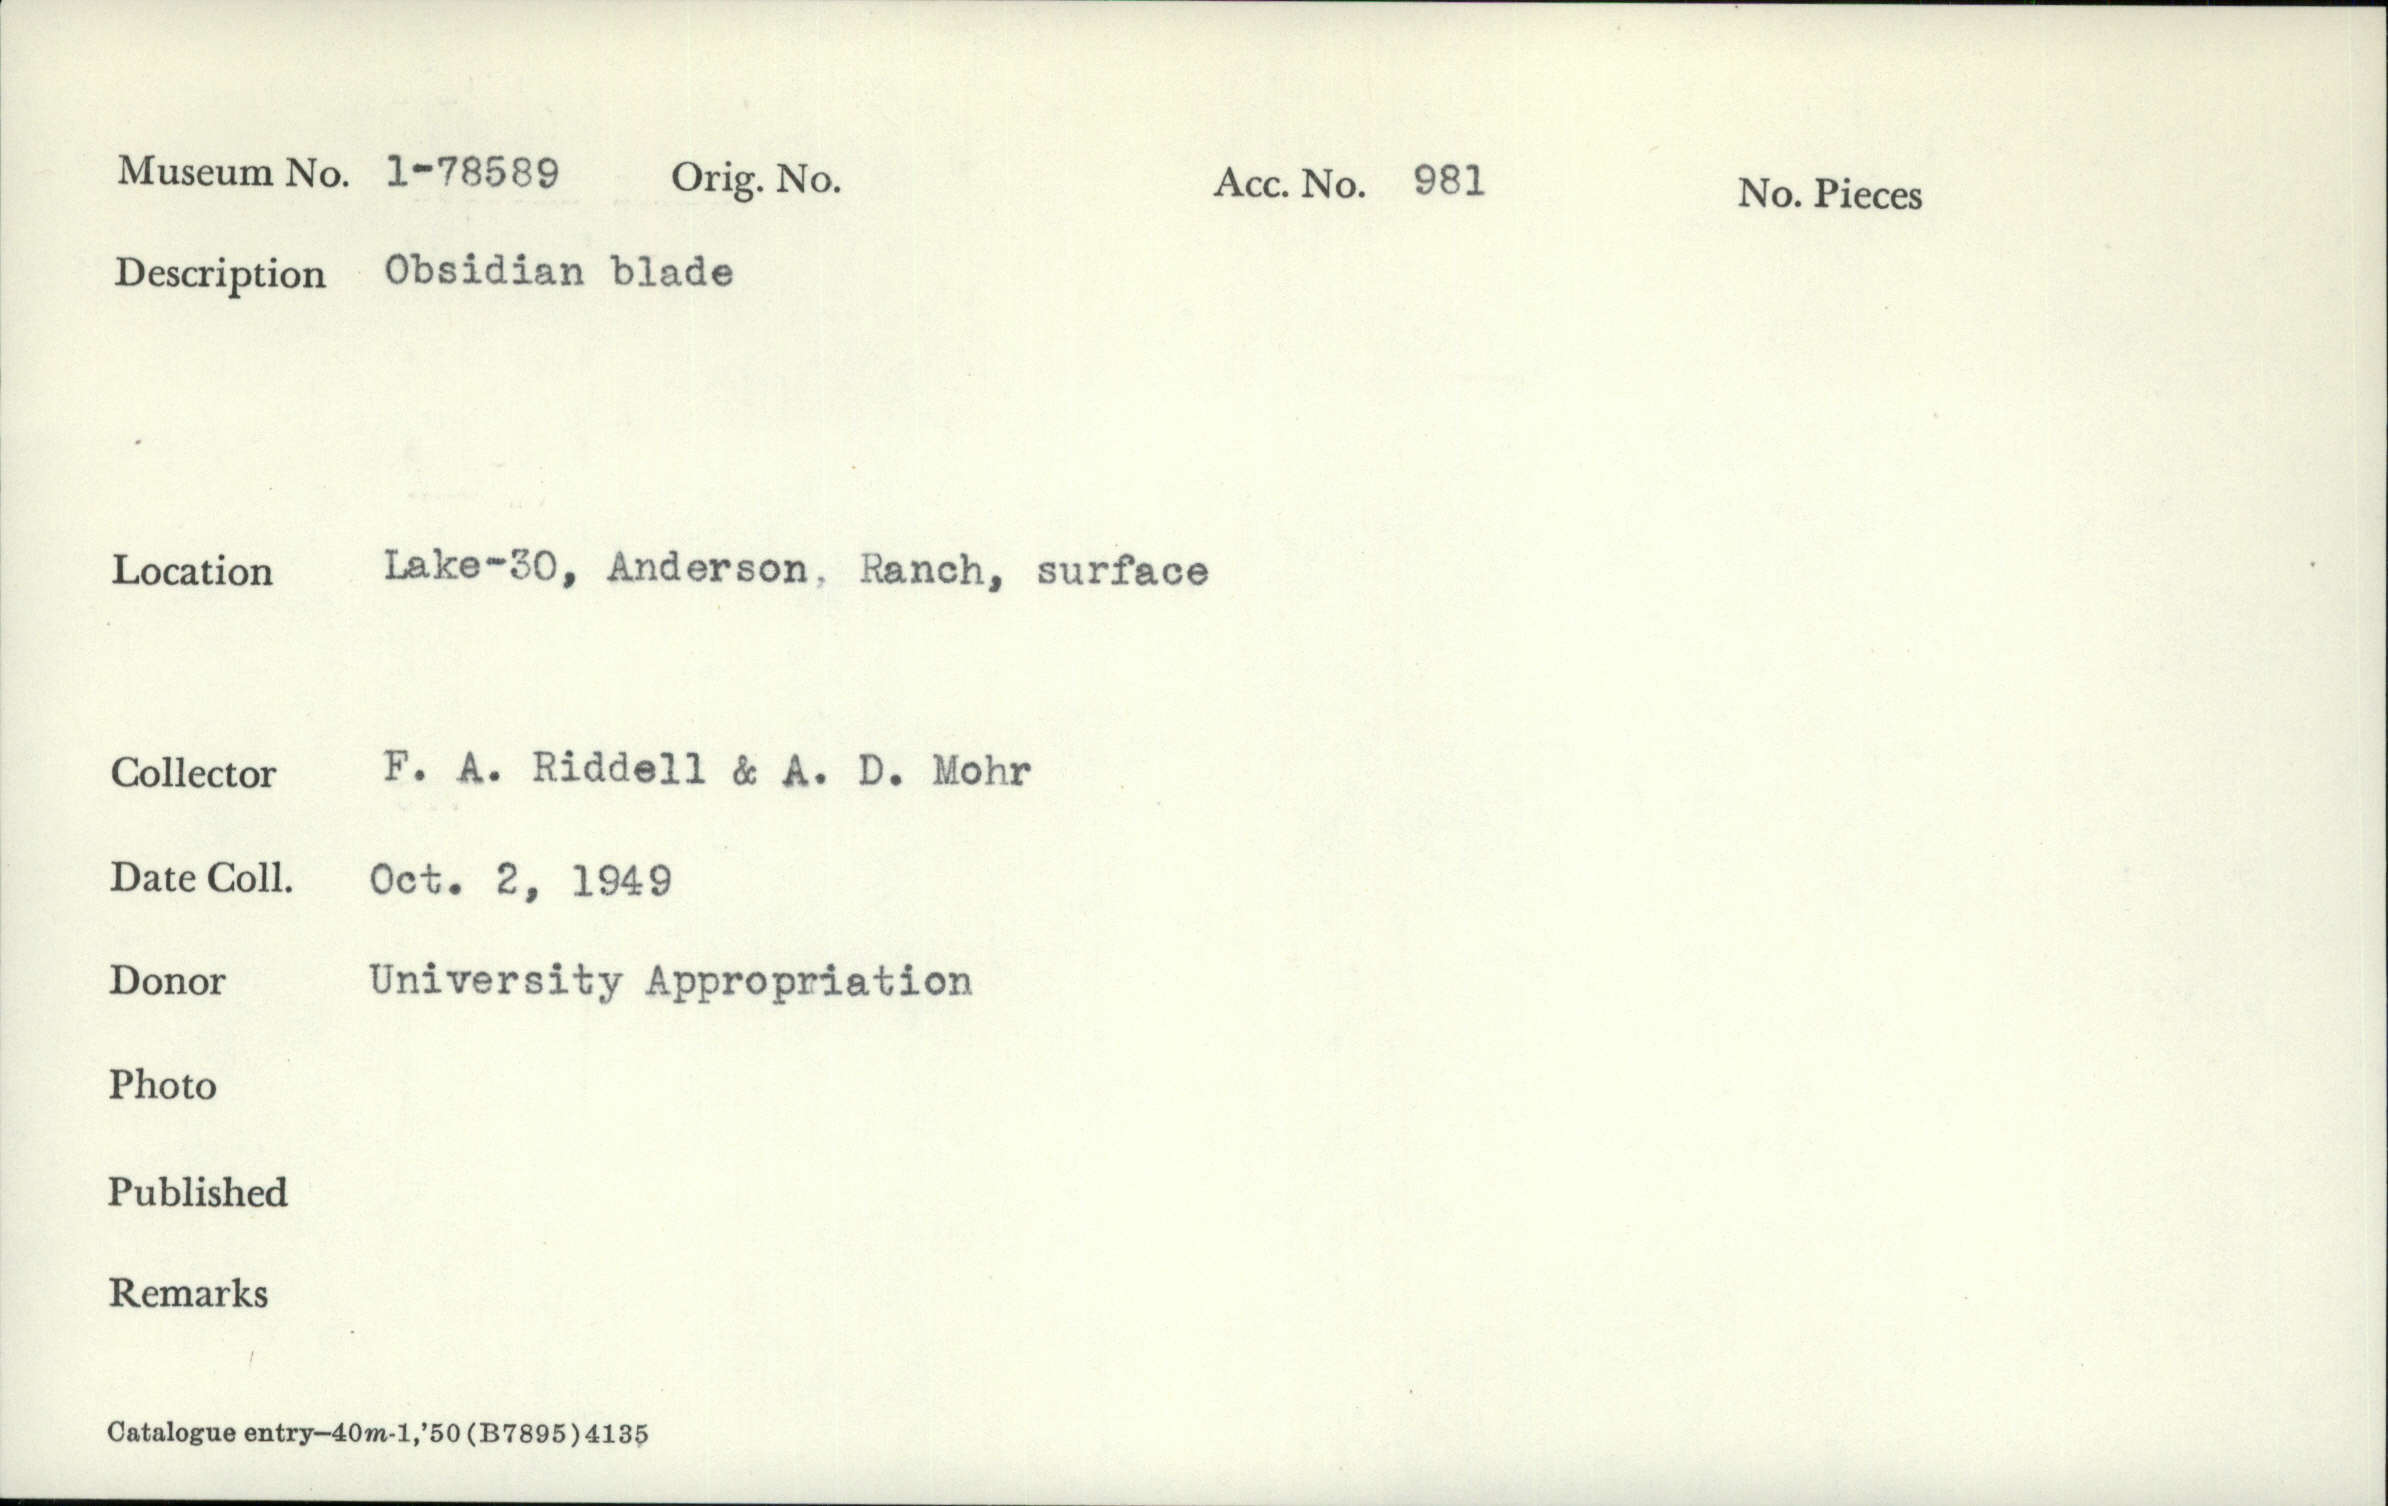 Museum No. 1-78589 Orig. No. Acc. No. 981 No. Pieces
Description Obsidian blade
Location Lake-30, Anderson, Ranch, surface
Collector F. A. Riddell & A. D. Mohr
Date Coll. Oct. 2, 1949
Donor University Appropriation
Photo
Published
Remarks
Catalogue entry—40m-1,'50(B7895)4135